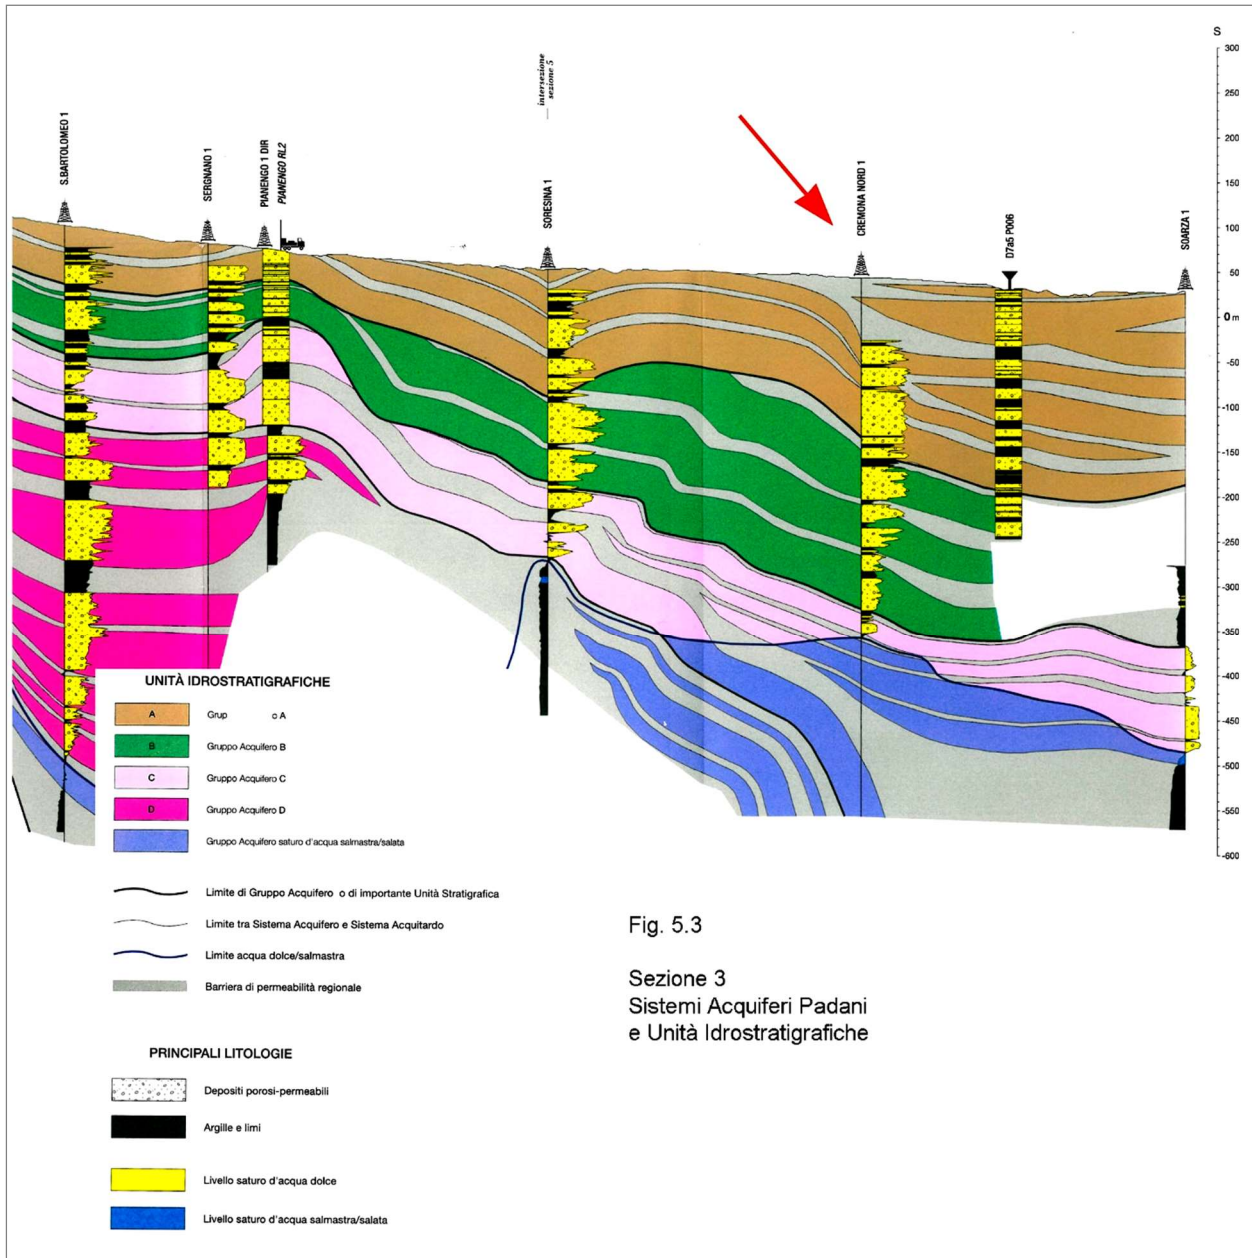 S
300
250
200
150
100
50
0 m
-50
-100
-150
-200
-250
-300
-350
-400
-450
-500
-550
-600
S.BARTOLOMEO 1
SERGNANO 1
PIANENGO 1 DIR
PIANENGO RL2
SORESINA 1
intersezione
sezione 5
CREMONA NORD 1
D7a5 P006
SOARZA 1
UNITÀ IDROSTRATIGRAFICHE
A Grup o A
B Gruppo Acquifero B
C Gruppo Acquifero C
D Gruppo Acquifero D
Gruppo Acquifero saturo d'acqua salmastra/salata
Limite di Gruppo Acquifero o di importante Unità Stratigrafica
Limite tra Sistema Acquifero e Sistema Acquitardo
Limite acqua dolce/salmastra
Barriera di permeabilità regionale
PRINCIPALI LITOLOGIE
Depositi porosi-permeabili
Argille e limi
Livello saturo d'acqua dolce
Livello saturo d'acqua salmastra/salata
Fig. 5.3
Sezione 3
Sistemi Acquiferi Padani
e Unità Idrostratigrafiche